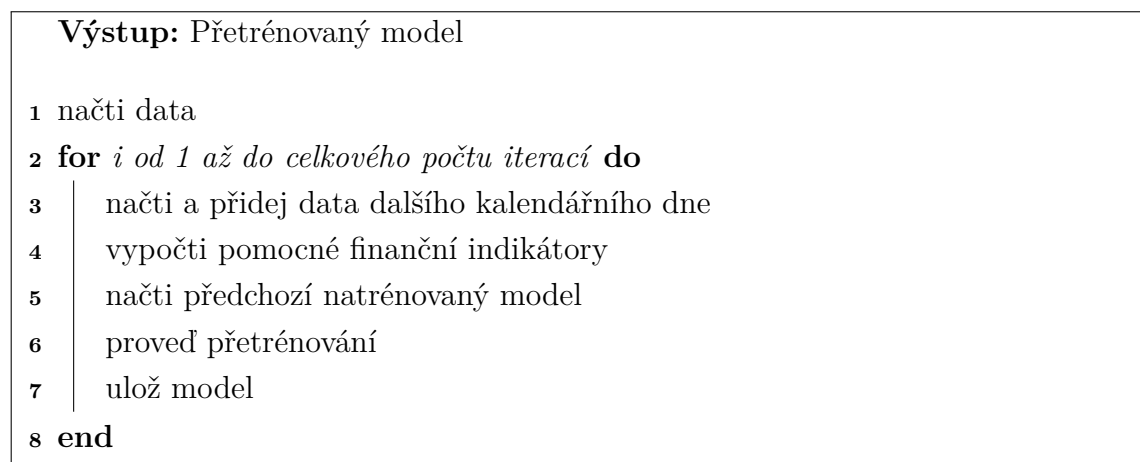 Výstup: Přetrénovaný model
1 načti data
2 for i od 1 až do celkového počtu iterací do
3 načti a přidej data dalšího kalendářního dne
4 vypočti pomocné finanční indikátory
5 načti předchozí natrénovaný model
6 proveď přetrénování
7 ulož model
8 end